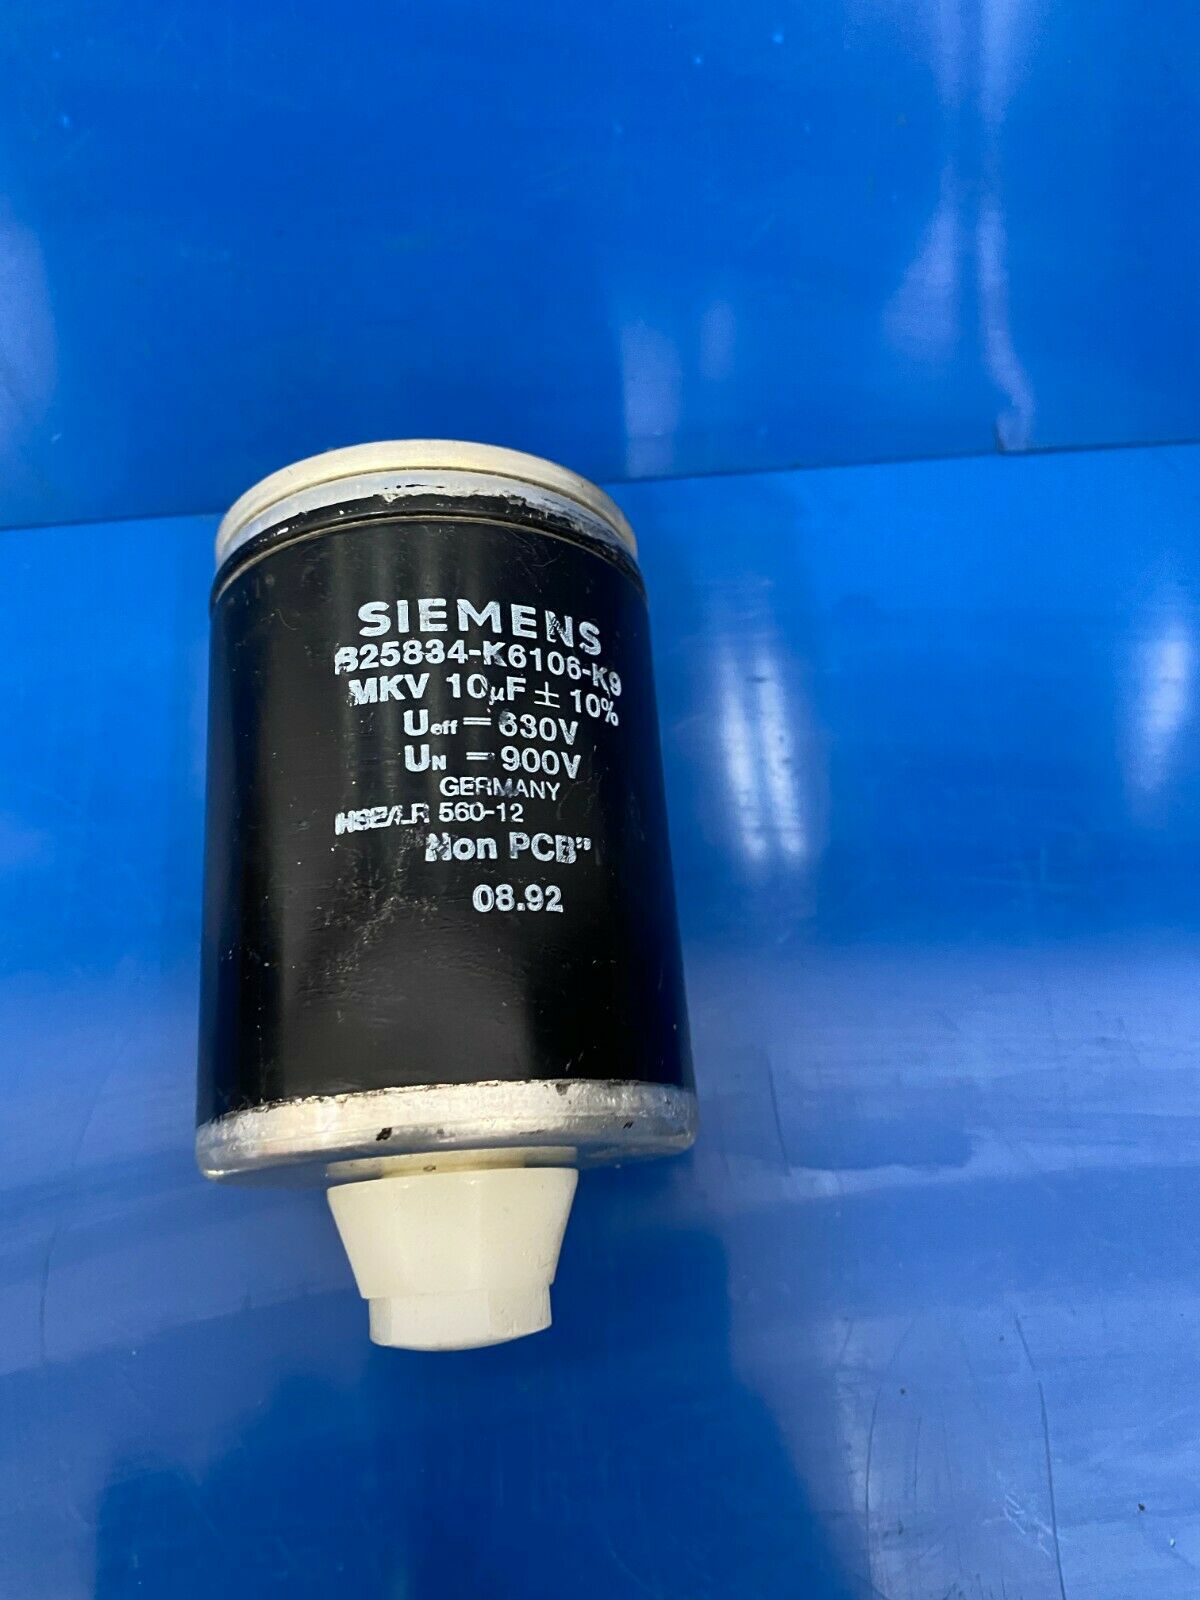 SIEMENS
B25834-K6106-K9
MKV 10µF ± 10%
Ueff = 630V
UN = 900V
GERMANY
560-12
Non PCB"
08.92